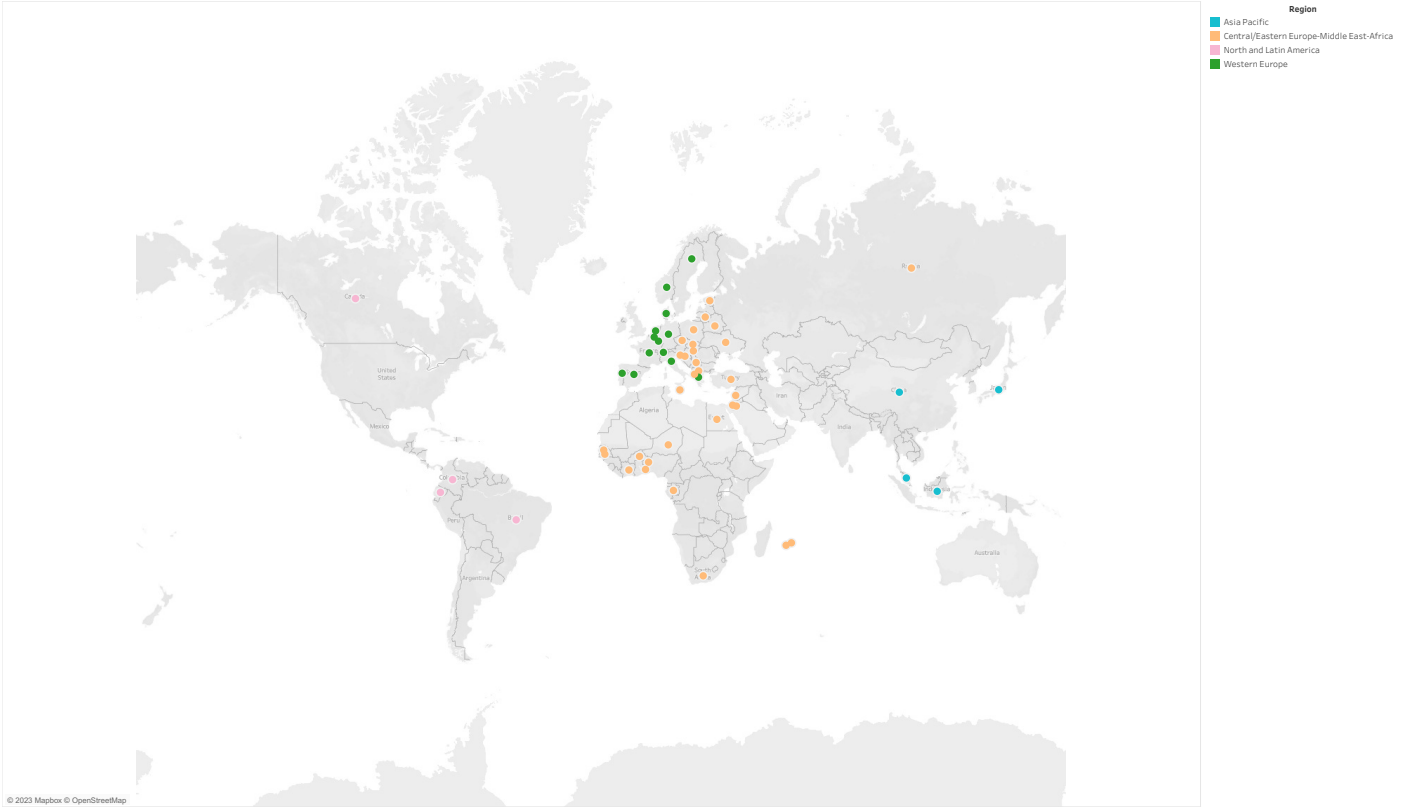 Region
Asia Pacific
Central/Eastern Europe-Middle East-Africa
North and Latin America
Western Europe
United
States
Mexico
Algeria
Iran
India
Peru
Argentina
Australia
© 2023 Mapbox © OpenStreetMap